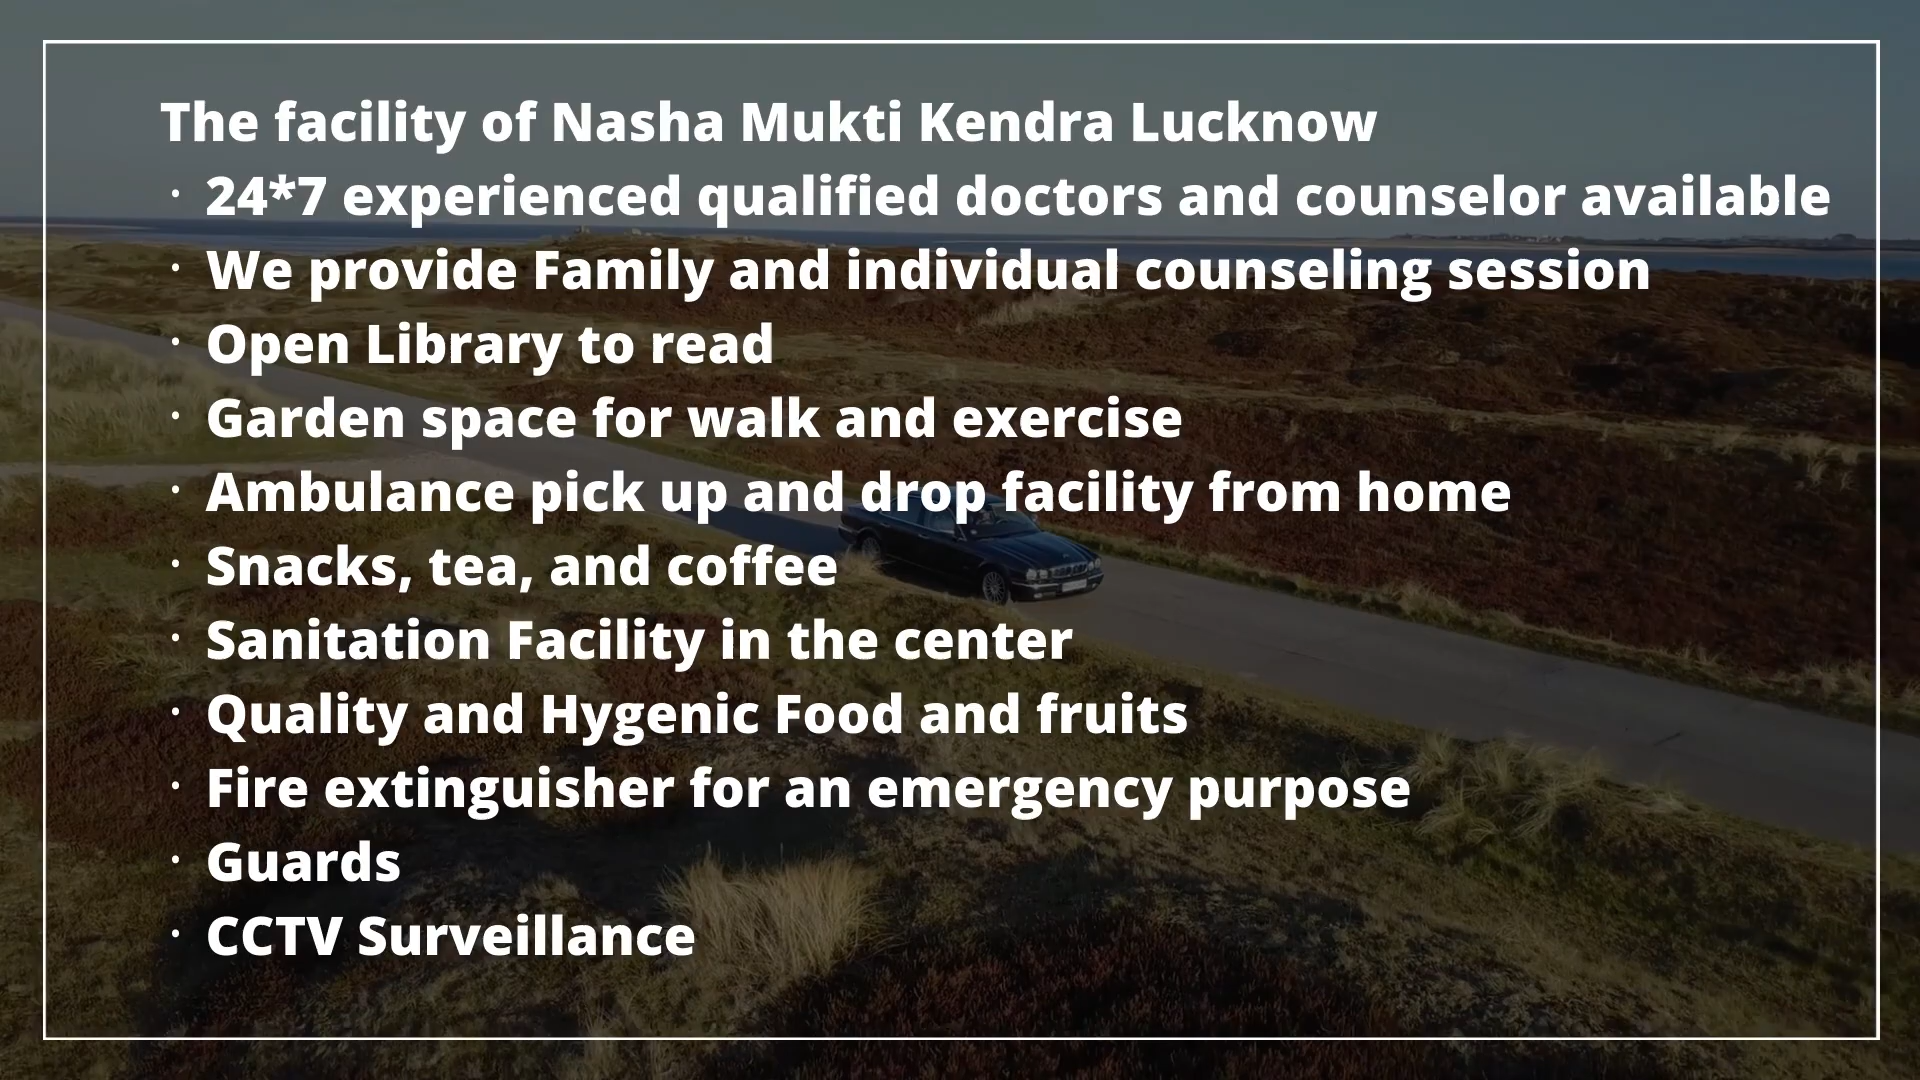 The facility of Nasha Mukti Kendra Lucknow
· 24*7 experienced qualified doctors and counselor available
· We provide Family and individual counseling session
· Open Library to read
· Garden space for walk and exercise
· Ambulance pick up and drop facility from home
· Snacks, tea, and coffee
· Sanitation Facility in the center
· Quality and Hygenic Food and fruits
· Fire extinguisher for an emergency purpose
· Guards
· CCTV Surveillance